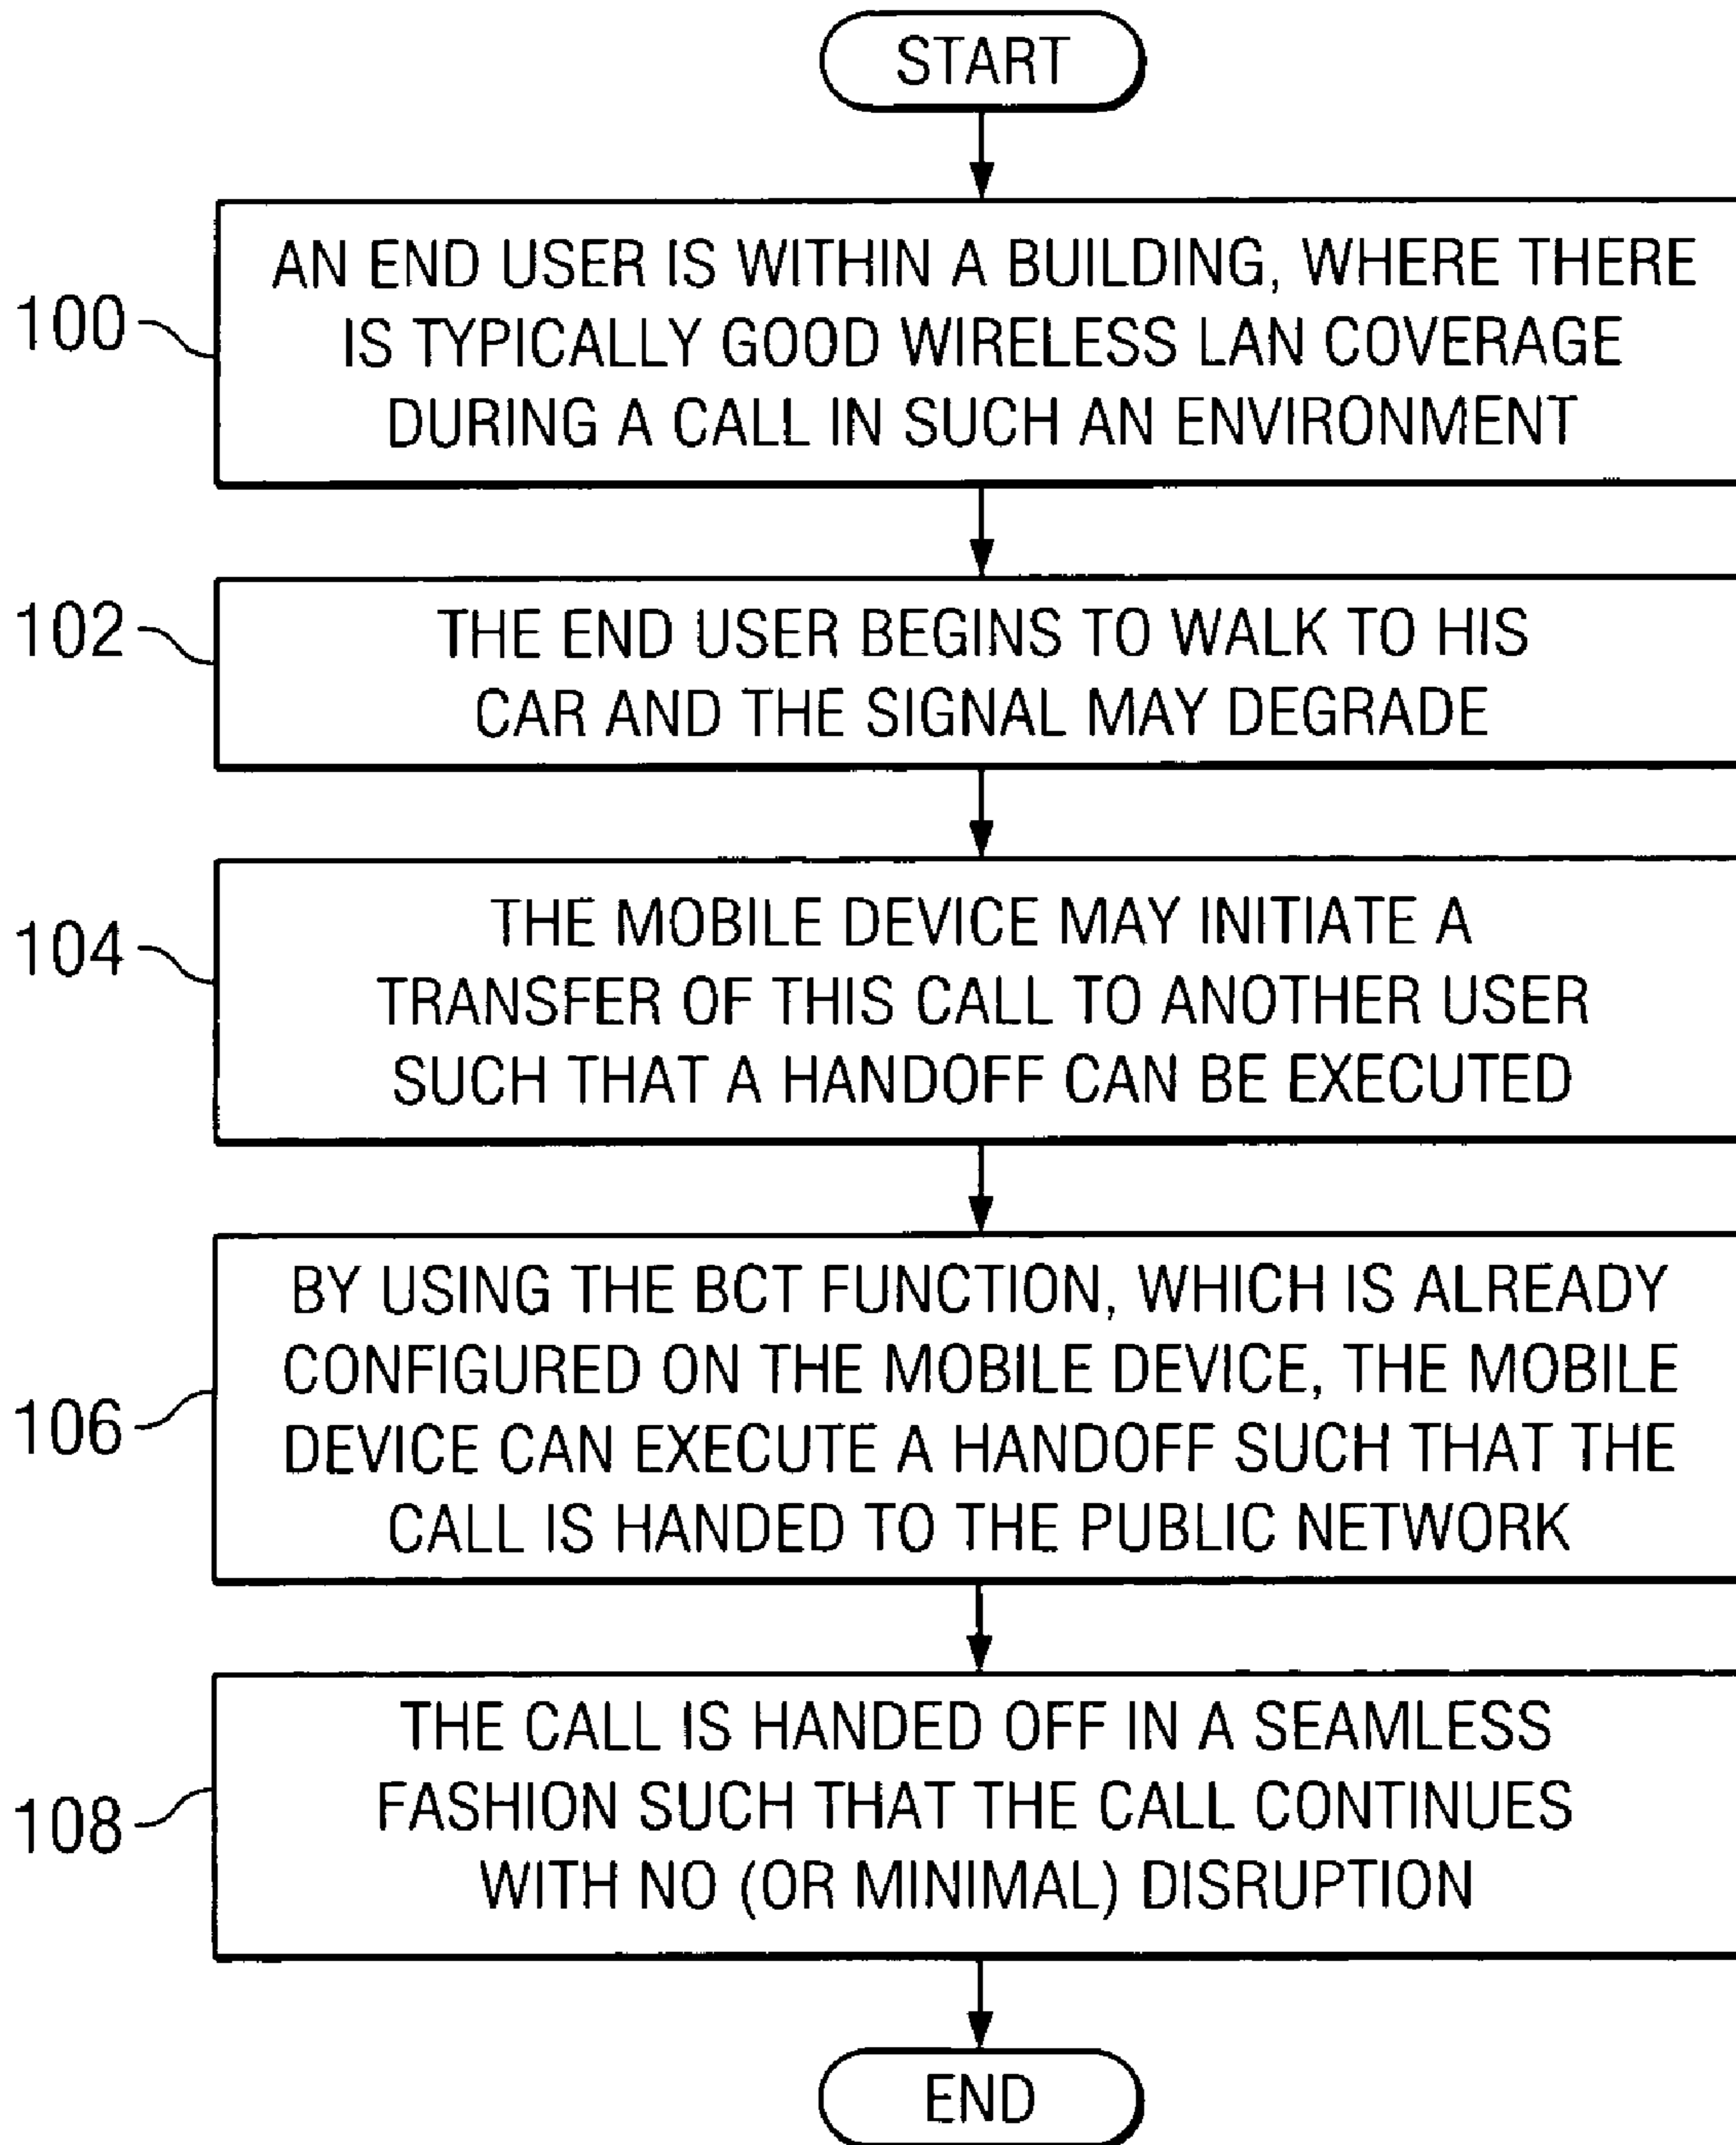 START
100
AN END USER IS WITHIN A BUILDING, WHERE THERE
IS TYPICALLY GOOD WIRELESS LAN COVERAGE
DURING A CALL IN SUCH AN ENVIRONMENT
102
THE END USER BEGINS TO WALK TO HIS
CAR AND THE SIGNAL MAY DEGRADE
104
THE MOBILE DEVICE MAY INITIATE A
TRANSFER OF THIS CALL TO ANOTHER USER
SUCH THAT A HANDOFF CAN BE EXECUTED
106
BY USING THE BCT FUNCTION, WHICH IS ALREADY
CONFIGURED ON THE MOBILE DEVICE, THE MOBILE
DEVICE CAN EXECUTE A HANDOFF SUCH THAT THE
CALL IS HANDED TO THE PUBLIC NETWORK
108
THE CALL IS HANDED OFF IN A SEAMLESS
FASHION SUCH THAT THE CALL CONTINUES
WITH NO (OR MINIMAL) DISRUPTION
END